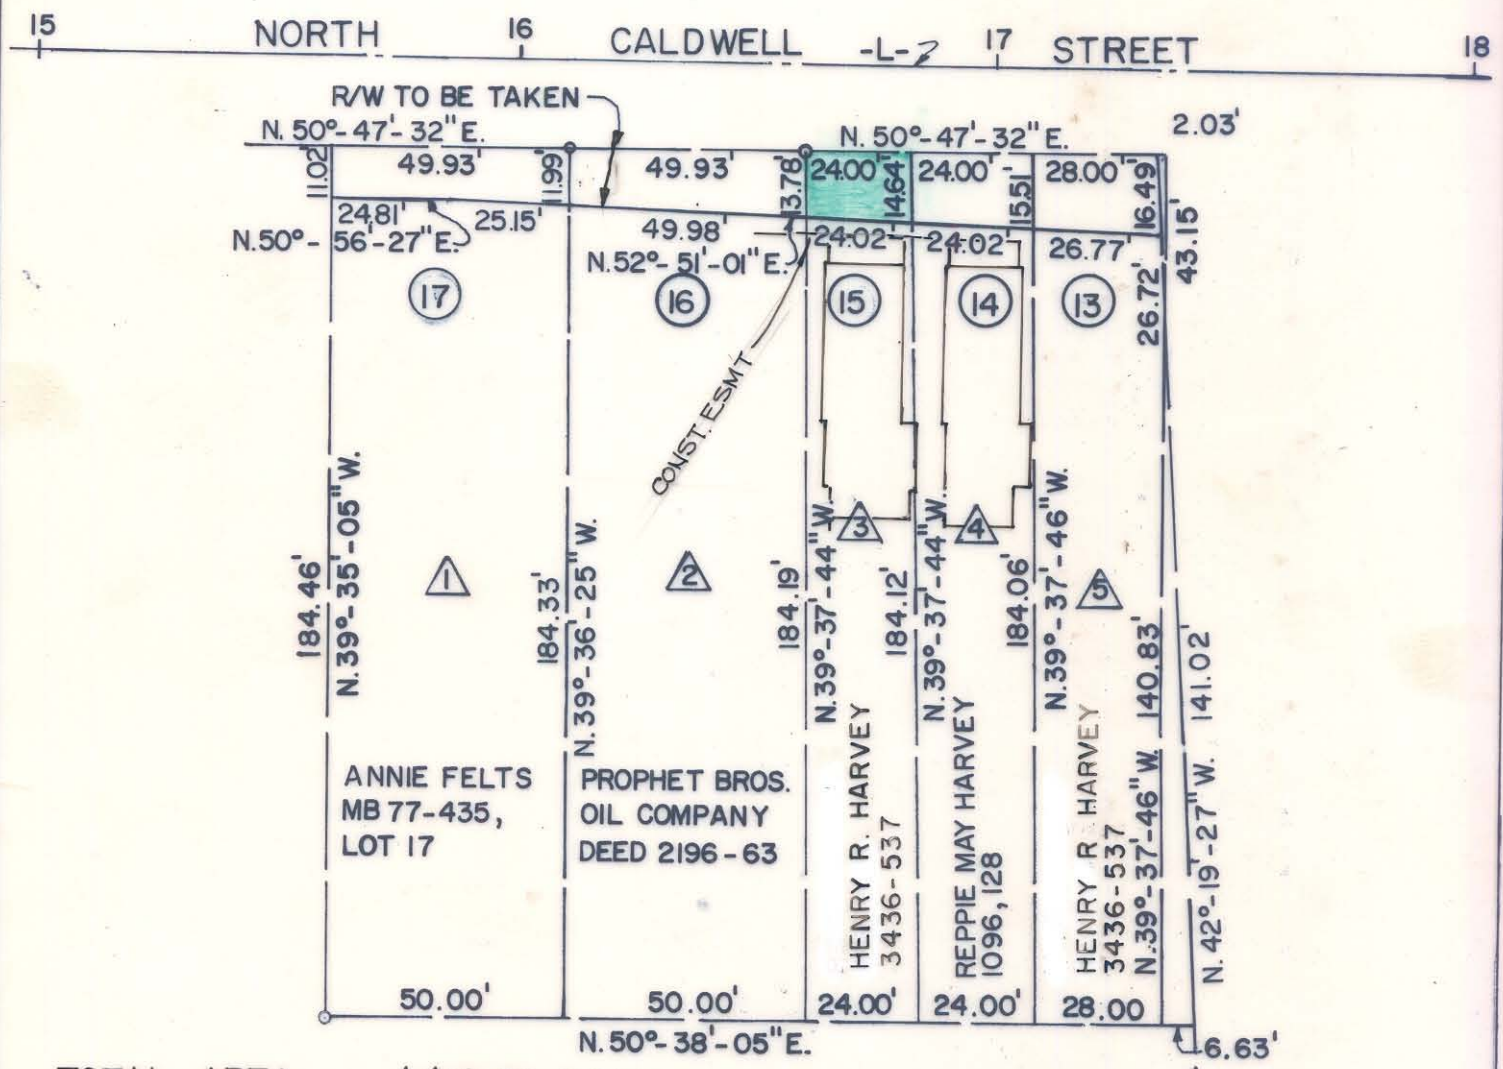 15
16
17
18
NORTH CALDWELL -L- STREET
R/W TO BE TAKEN
N. 50°-47'-32"E.
N. 50°-47'-32"E.
2.03'
11.02'
49.93'
11.99'
49.93'
13.78'
24.00'
14.64'
24.00'
15.51
28.00'
16.49'
43.15'
24.81'
25.15'
49.98'
24.02'
24.02'
26.77'
26.72'
N.50°-56'-27"E.
N.52°-51'-01"E.
17
16
15
14
13
CONST. ESMT
1
2
3
4
5
184.46'
N.39°-35'-05"W.
184.33'
N.39°-36'-25"W.
184.19'
N.39°-37'-44"W.
184.12'
N.39°-37'-44"W.
184.06'
N.39°-37'-46"W.
140.83'
N.39°-37'-46"W.
141.02'
N.42°-19'-27"W.
ANNIE FELTS
MB 77-435,
LOT 17
PROPHET BROS.
OIL COMPANY
DEED 2196-63
HENRY R. HARVEY
3436-537
REPPIE MAY HARVEY
1096, 128
HENRY R. HARVEY
3436-537
50.00'
50.00'
24.00'
24.00'
28.00
N.50°-38'-05"E.
6.63'